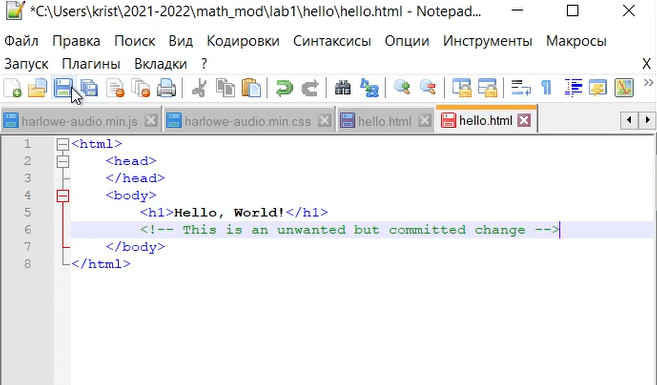 *C:\Users\krist\2021-2022\math_mod\lab1\hello\hello.html - Notepad...
Файл Правка Поиск Вид Кодировки Синтаксисы Опции Инструменты Макросы
Запуск Плагины Вкладки ? X
harlowe-audio.min.js harlowe-audio.min.css hello.html hello.html
1 <html>
2 <head>
3 </head>
4 <body>
5 <h1>Hello, World!</h1>
6 <!-- This is an unwanted but committed change -->
7 </body>
8 </html>